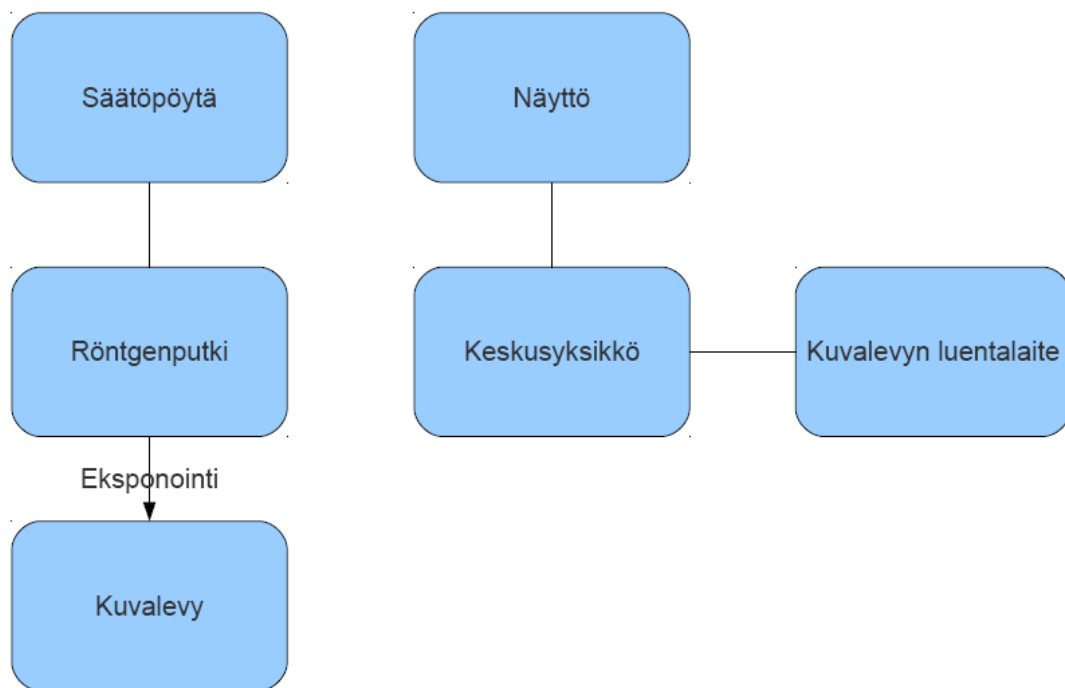 Säätöpöytä
Näyttö
Röntgenputki
Keskusyksikkö
Kuvalevyn luentalaite
Eksponointi
Kuvalevy